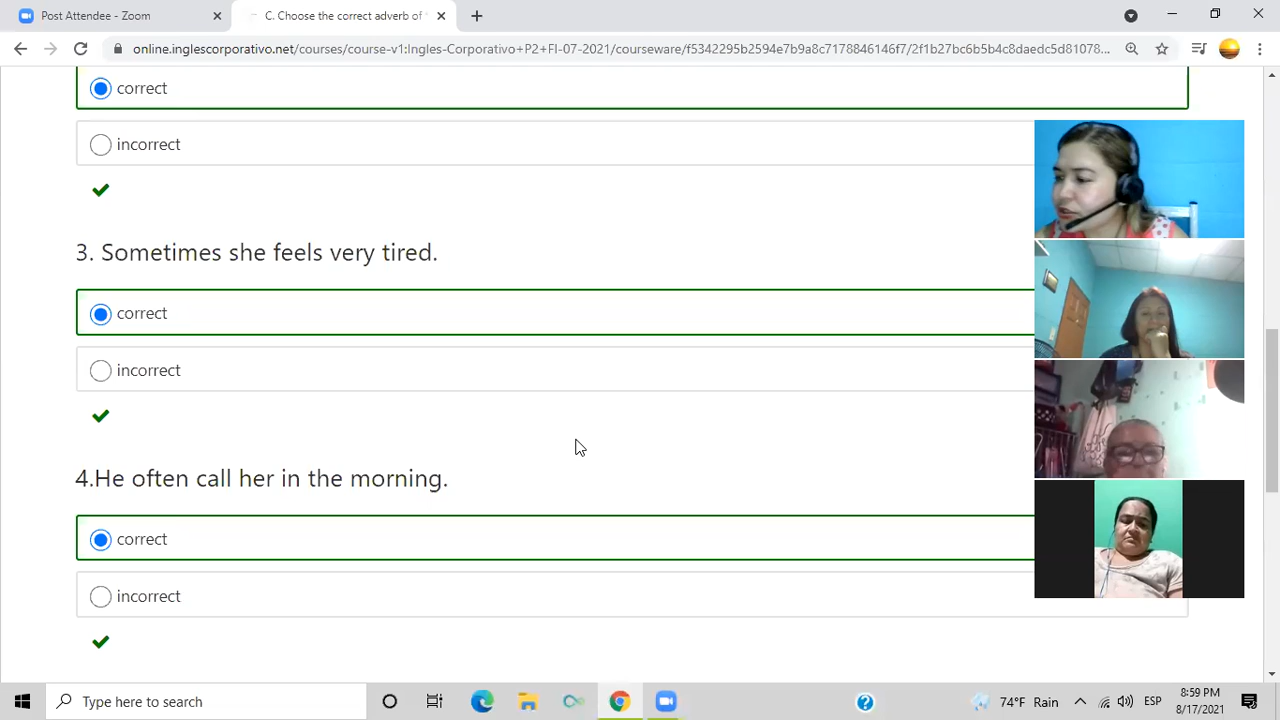 Post Attendee - Zoom
C. Choose the correct adverb of
online.inglescorporativo.net/courses/course-v1:Ingles-Corporativo+P2+FI-07-2021/courseware/f5342295b2594e7b9a8c7178846146f7/2f1b27bc6b5b4c8daedc5d81078...
correct
incorrect
3. Sometimes she feels very tired.
correct
incorrect
4.He often call her in the morning.
correct
incorrect
Type here to search
74°F Rain
ESP
8:59 PM
8/17/2021